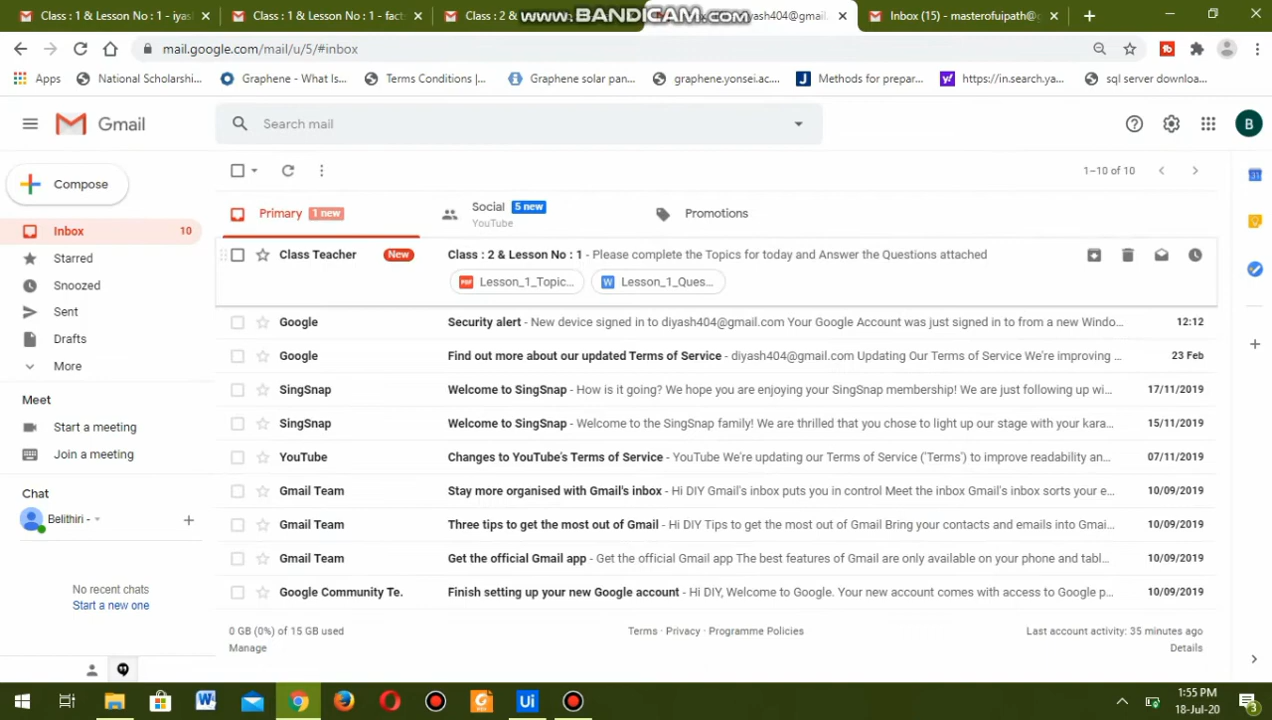 Class : 1 & Lesson No : 1 - iyas
Class : 1 & Lesson No : 1 - fact
Class : 2 &
www.BANDICAM.com
iyash404@gmail.
Inbox (15) - masterofuipath@
mail.google.com/mail/u/5/#inbox
Apps
National Scholarshi...
Graphene - What Is...
Terms Conditions |...
Graphene solar pan...
graphene.yonsei.ac....
Methods for prepar...
https://in.search.ya...
sql server downloa...
Gmail
Search mail
B
Compose
1–10 of 10
Primary 1 new
Social 5 new
YouTube
Promotions
Inbox 10
Starred
Snoozed
Sent
Drafts
More
Class Teacher New Class : 2 & Lesson No : 1 - Please complete the Topics for today and Answer the Questions attached
PDF Lesson_1_Topic...
W Lesson_1_Ques...
Google Security alert - New device signed in to diyash404@gmail.com Your Google Account was just signed in to from a new Windo... 12:12
Google Find out more about our updated Terms of Service - diyash404@gmail.com Updating Our Terms of Service We're improving ... 23 Feb
SingSnap Welcome to SingSnap - How is it going? We hope you are enjoying your SingSnap membership! We are just following up wi... 17/11/2019
SingSnap Welcome to SingSnap - Welcome to the SingSnap family! We are thrilled that you chose to light up our stage with your kara... 15/11/2019
YouTube Changes to YouTube's Terms of Service - YouTube We're updating our Terms of Service ('Terms') to improve readability an... 07/11/2019
Gmail Team Stay more organised with Gmail's inbox - Hi DIY Gmail's inbox puts you in control Meet the inbox Gmail's inbox sorts your e... 10/09/2019
Gmail Team Three tips to get the most out of Gmail - Hi DIY Tips to get the most out of Gmail Bring your contacts and emails into Gmai... 10/09/2019
Gmail Team Get the official Gmail app - Get the official Gmail app The best features of Gmail are only available on your phone and tabl... 10/09/2019
Google Community Te. Finish setting up your new Google account - Hi DIY, Welcome to Google. Your new account comes with access to Google p... 10/09/2019
Meet
Start a meeting
Join a meeting
Chat
Belithiri -
No recent chats
Start a new one
0 GB (0%) of 15 GB used
Manage
Terms · Privacy · Programme Policies
Last account activity: 35 minutes ago
Details
Ui
1:55 PM
18-Jul-20
3